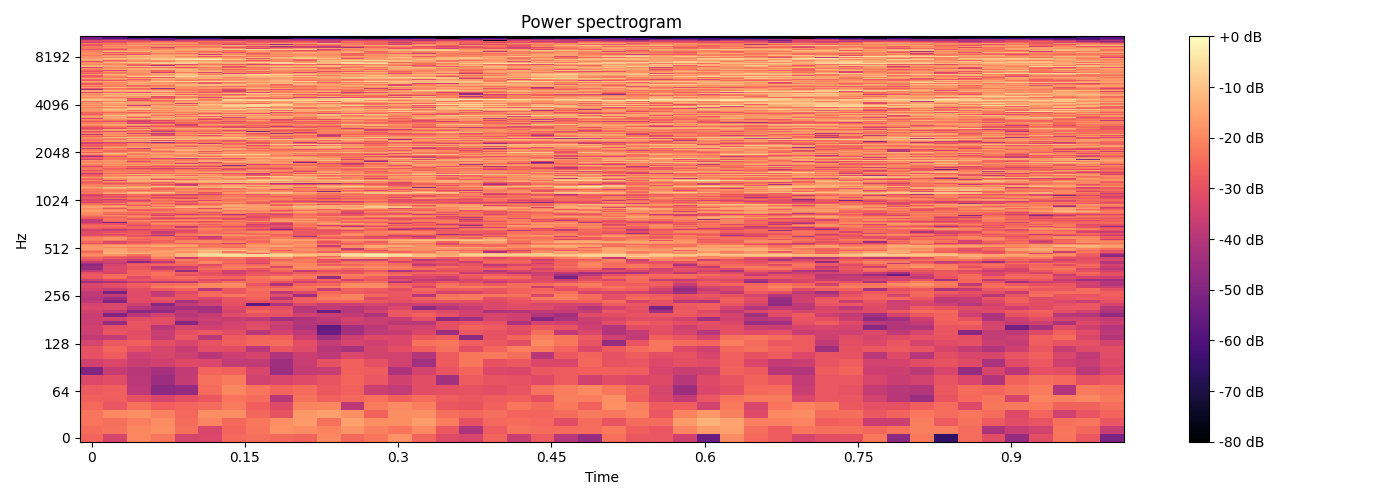 Power spectrogram
Hz
8192
4096
2048
1024
512
256
128
64
0
0 0.15 0.3 0.45 0.6 0.75 0.9
Time
+0 dB
-10 dB
-20 dB
-30 dB
-40 dB
-50 dB
-60 dB
-70 dB
-80 dB